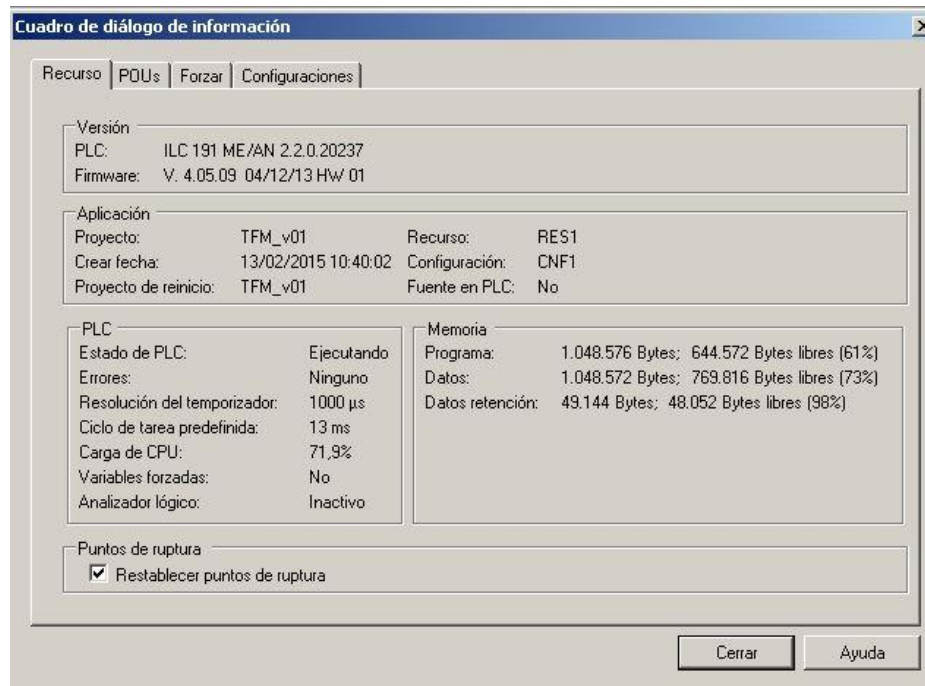 Cuadro de diálogo de información
Recurso POUs Forzar Configuraciones
Versión
PLC: ILC 191 ME/AN 2.2.0.20237
Firmware: V. 4.05.09 04/12/13 HW 01
Aplicación
Proyecto: TFM_v01 Recurso: RES1
Crear fecha: 13/02/2015 10:40:02 Configuración: CNF1
Proyecto de reinicio: TFM_v01 Fuente en PLC: No
PLC
Estado de PLC: Ejecutando
Errores: Ninguno
Resolución del temporizador: 1000 µs
Ciclo de tarea predefinida: 13 ms
Carga de CPU: 71,9%
Variables forzadas: No
Analizador lógico: Inactivo
Memoria
Programa: 1.048.576 Bytes; 644.572 Bytes libres (61%)
Datos: 1.048.572 Bytes; 769.816 Bytes libres (73%)
Datos retención: 49.144 Bytes; 48.052 Bytes libres (98%)
Puntos de ruptura
Restablecer puntos de ruptura
Cerrar Ayuda